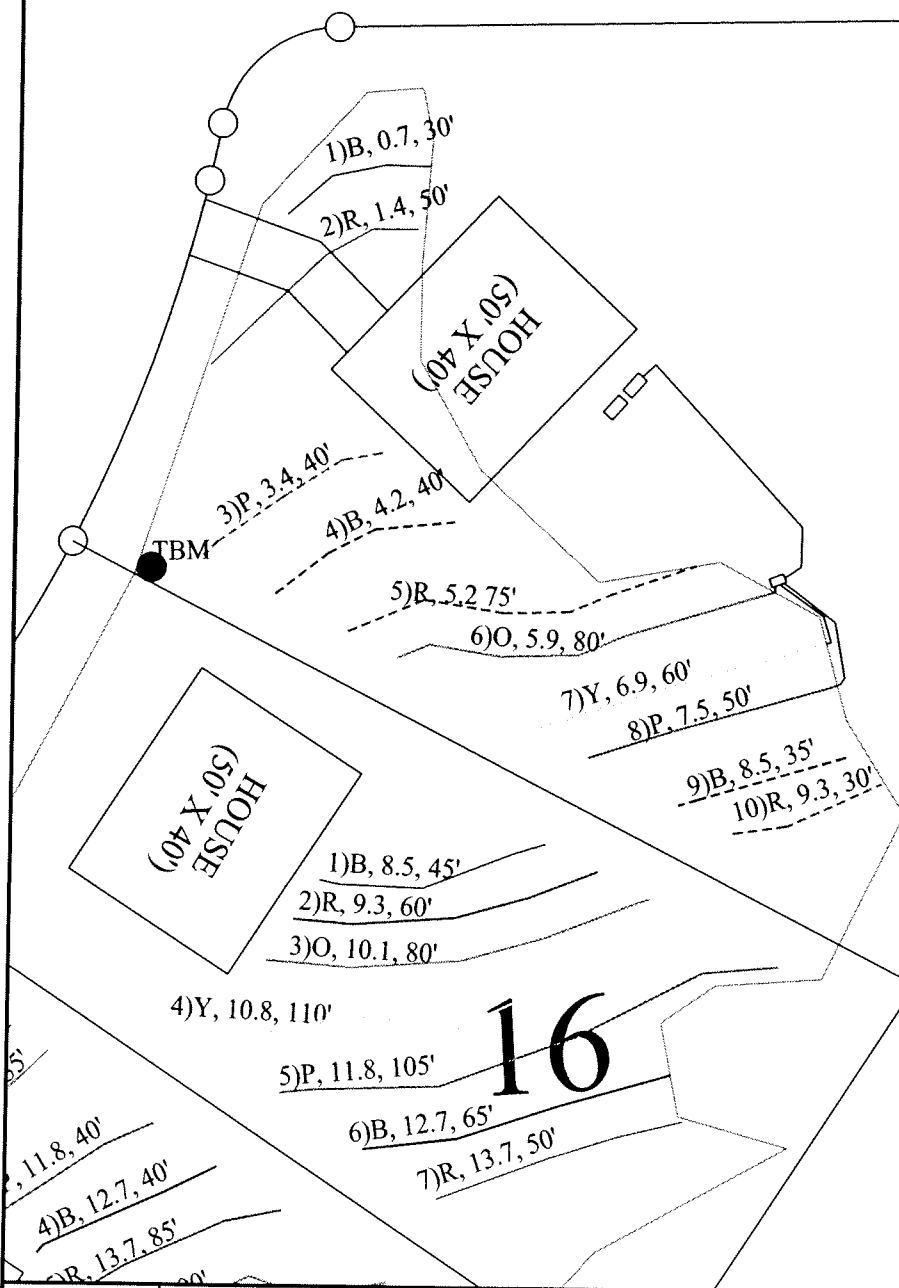 1)B, 0.7, 30'
2)R, 1.4, 50'
HOUSE
(50' X 40')
3)P, 3.4, 40'
4)B, 4.2, 40'
TBM
5)R, 5.2 75'
6)O, 5.9, 80'
7)Y, 6.9, 60'
8)P, 7.5, 50'
9)B, 8.5, 35'
10)R, 9.3, 30'
HOUSE
(50' X 40')
1)B, 8.5, 45'
2)R, 9.3, 60'
3)O, 10.1, 80'
4)Y, 10.8, 110'
16
5)P, 11.8, 105'
6)B, 12.7, 65'
7)R, 13.7, 50'
11.8, 40'
4)B, 12.7, 40'
R, 13.7, 85'